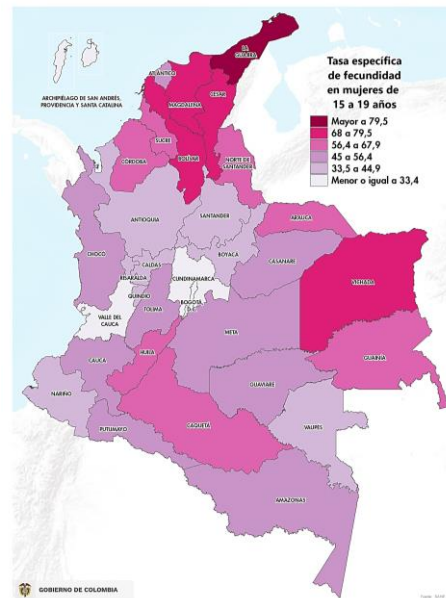 ARCHIPIÉLAGO DE SAN ANDRÉS,
PROVIDENCIA Y SANTA CATALINA
Tasa específica
de fecundidad
en mujeres de
15 a 19 años
Mayor a 79,5
68 a 79,5
56,4 a 67,9
45 a 56,4
33,5 a 44,9
Menor o igual a 33,4
LA
GUAJIRA
ATLÁNTICO
MAGDALENA
CESAR
SUCRE
CÓRDOBA
BOLÍVAR
NORTE DE
SANTANDER
ANTIOQUIA
SANTANDER
ARAUCA
CHOCÓ
BOYACÁ
CASANARE
VICHADA
CALDAS
RISARALDA
CUNDINAMARCA
QUINDÍO
BOGOTÁ
D.C.
VALLE DEL
CAUCA
TOLIMA
META
HUILA
GUAINÍA
CAUCA
GUAVIARE
NARIÑO
CAQUETÁ
VAUPÉS
PUTUMAYO
AMAZONAS
GOBIERNO DE COLOMBIA